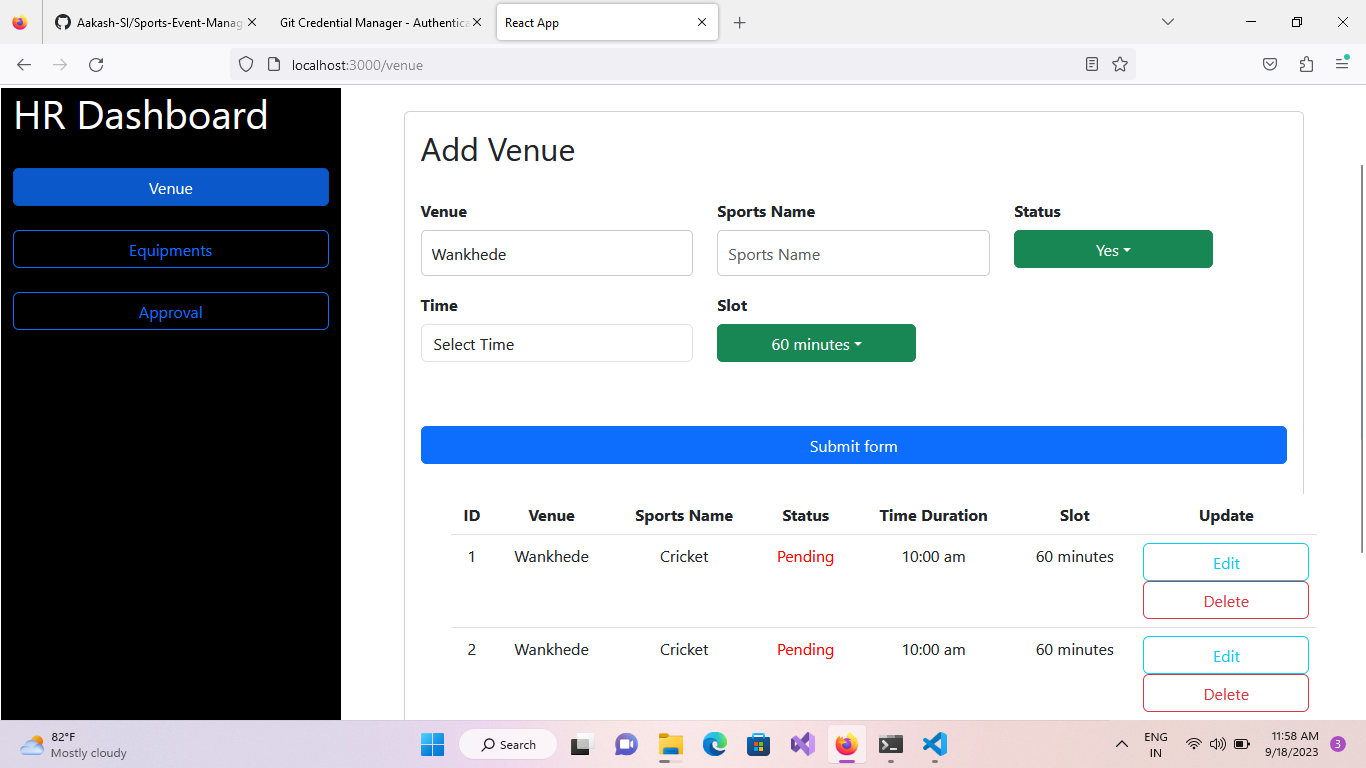 Aakash-SI/Sports-Event-Manag
Git Credential Manager - Authentica
React App
localhost:3000/venue
HR Dashboard
Venue
Equipments
Approval
Add Venue
Venue
Sports Name
Status
Wankhede
Sports Name
Yes
Time
Slot
Select Time
60 minutes
Submit form
ID Venue Sports Name Status Time Duration Slot Update
1 Wankhede Cricket Pending 10:00 am 60 minutes Edit
Delete
2 Wankhede Cricket Pending 10:00 am 60 minutes Edit
Delete
82°F
Mostly cloudy
Search
ENG
IN
11:58 AM
9/18/2023
3